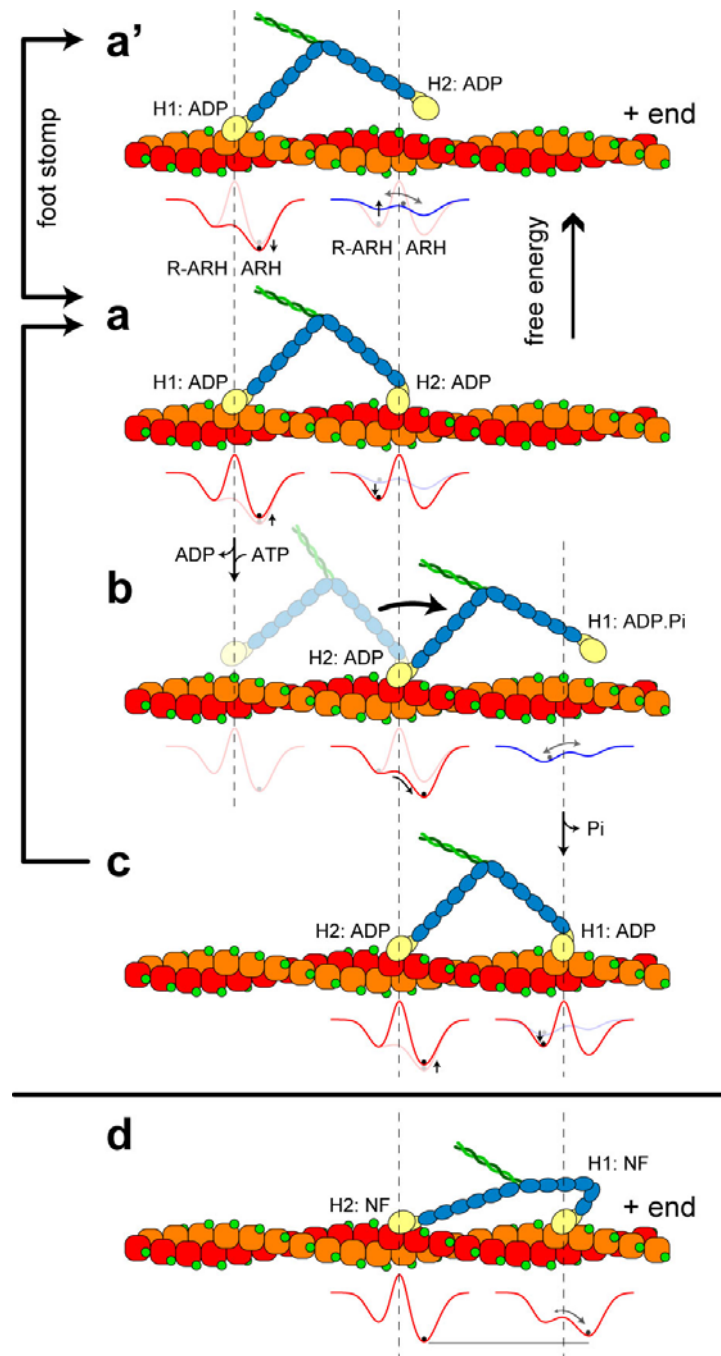 a'
H1: ADP
H2: ADP
+ end
foot stomp
R-ARH ARH
R-ARH ARH
free energy
a
H1: ADP
H2: ADP
ADP ATP
b
H1: ADP.Pi
H2: ADP
Pi
c
H2: ADP
H1: ADP
d
H1: NF
H2: NF
+ end